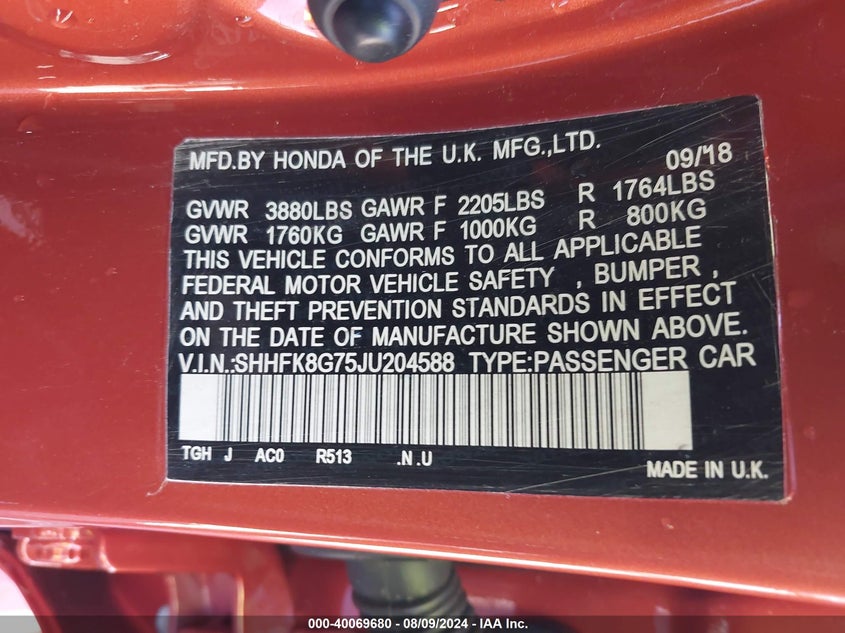 MFD.BY HONDA OF THE U.K. MFG.,LTD. 09/18
GVWR 3880LBS GAWR F 2205LBS R 1764LBS
GVWR 1760KG GAWR F 1000KG R 800KG
THIS VEHICLE CONFORMS TO ALL APPLICABLE
FEDERAL MOTOR VEHICLE SAFETY , BUMPER ,
AND THEFT PREVENTION STANDARDS IN EFFECT
ON THE DATE OF MANUFACTURE SHOWN ABOVE.
V.I.N.:SHHFK8G75JU204588 TYPE:PASSENGER CAR
TGH J AC0 R513 .N .U
MADE IN U.K.
000-40069680 - 08/09/2024 - IAA Inc.